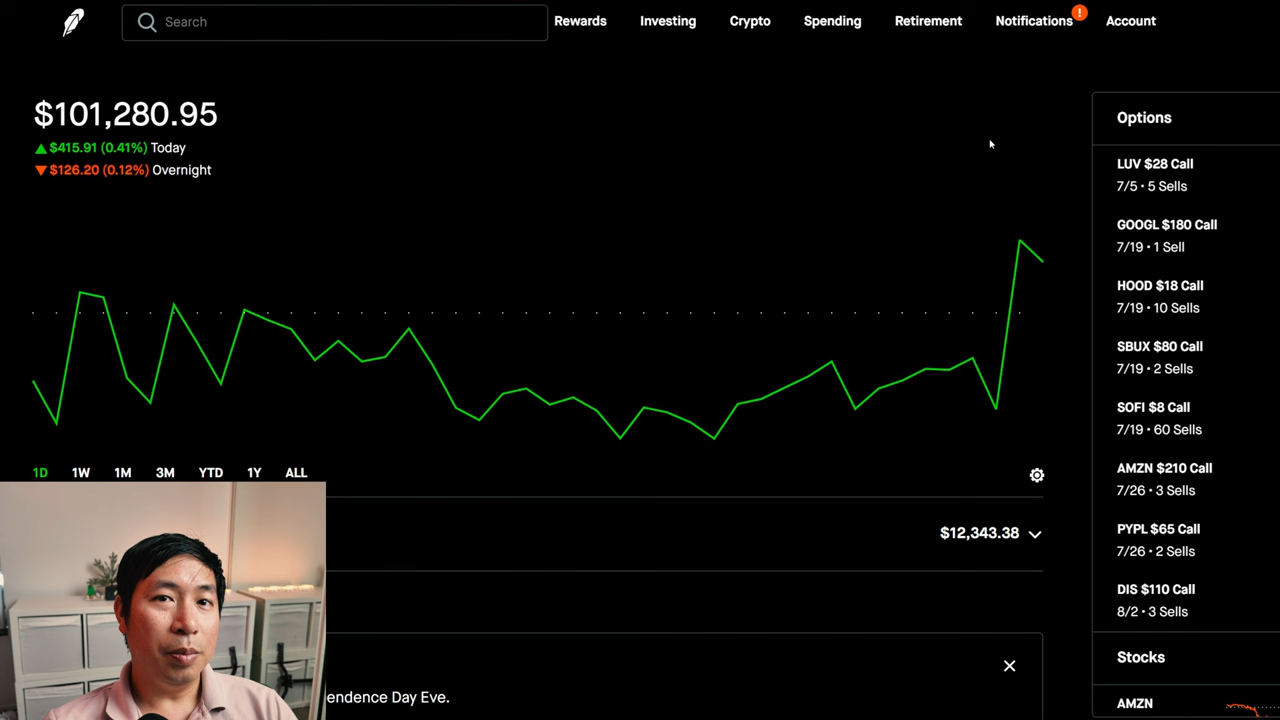 Search
Rewards
Investing
Crypto
Spending
Retirement
Notifications
!
Account
$101,280.95
$415.91 (0.41%) Today
$126.20 (0.12%) Overnight
1D
1W
1M
3M
YTD
1Y
ALL
$12,343.38
endence Day Eve.
Options
LUV $28 Call
7/5 • 5 Sells
GOOGL $180 Call
7/19 • 1 Sell
HOOD $18 Call
7/19 • 10 Sells
SBUX $80 Call
7/19 • 2 Sells
SOFI $8 Call
7/19 • 60 Sells
AMZN $210 Call
7/26 • 3 Sells
PYPL $65 Call
7/26 • 2 Sells
DIS $110 Call
8/2 • 3 Sells
Stocks
AMZN